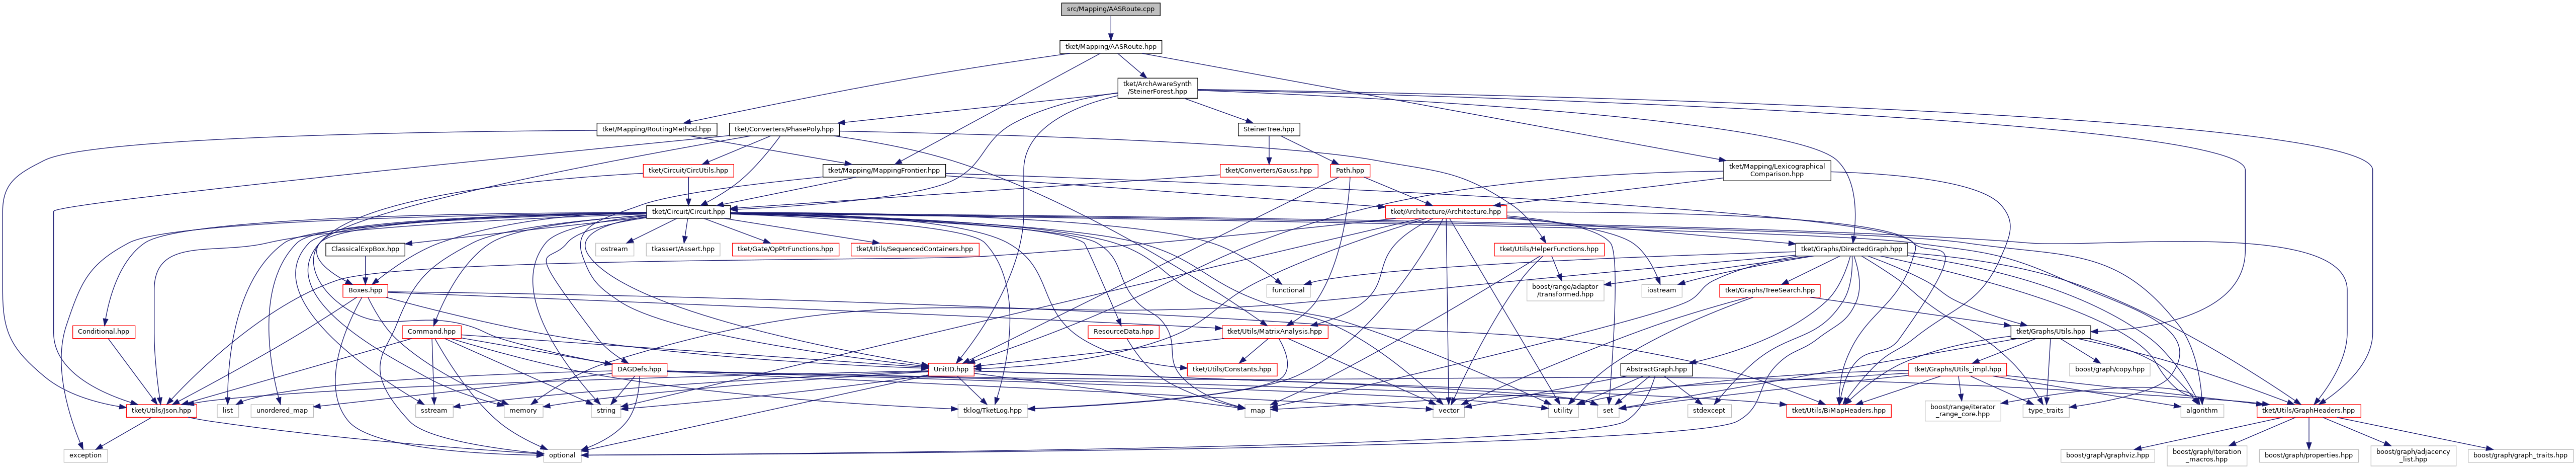 src/Mapping/AASRoute.cpp
tket/Mapping/AASRoute.hpp
tket/ArchAwareSynth
/SteinerForest.hpp
tket/Mapping/RoutingMethod.hpp
tket/Converters/PhasePoly.hpp
SteinerTree.hpp
tket/Circuit/CircUtils.hpp
tket/Mapping/MappingFrontier.hpp
tket/Converters/Gauss.hpp
Path.hpp
tket/Mapping/Lexicographical
Comparison.hpp
tket/Circuit/Circuit.hpp
tket/Architecture/Architecture.hpp
ClassicalExpBox.hpp
ostream
tkassert/Assert.hpp
tket/Gate/OpPtrFunctions.hpp
tket/Utils/SequencedContainers.hpp
tket/Utils/HelperFunctions.hpp
tket/Graphs/DirectedGraph.hpp
Boxes.hpp
functional
boost/range/adaptor
/transformed.hpp
iostream
tket/Graphs/TreeSearch.hpp
Conditional.hpp
Command.hpp
ResourceData.hpp
tket/Utils/MatrixAnalysis.hpp
tket/Graphs/Utils.hpp
DAGDefs.hpp
UnitID.hpp
tket/Utils/Constants.hpp
AbstractGraph.hpp
tket/Graphs/Utils_impl.hpp
boost/graph/copy.hpp
tket/Utils/Json.hpp
list
unordered_map
sstream
memory
string
tklog/TketLog.hpp
map
vector
utility
set
stdexcept
tket/Utils/BiMapHeaders.hpp
boost/range/iterator
_range_core.hpp
type_traits
algorithm
tket/Utils/GraphHeaders.hpp
exception
optional
boost/graph/graphviz.hpp
boost/graph/iteration
_macros.hpp
boost/graph/properties.hpp
boost/graph/adjacency
_list.hpp
boost/graph/graph_traits.hpp